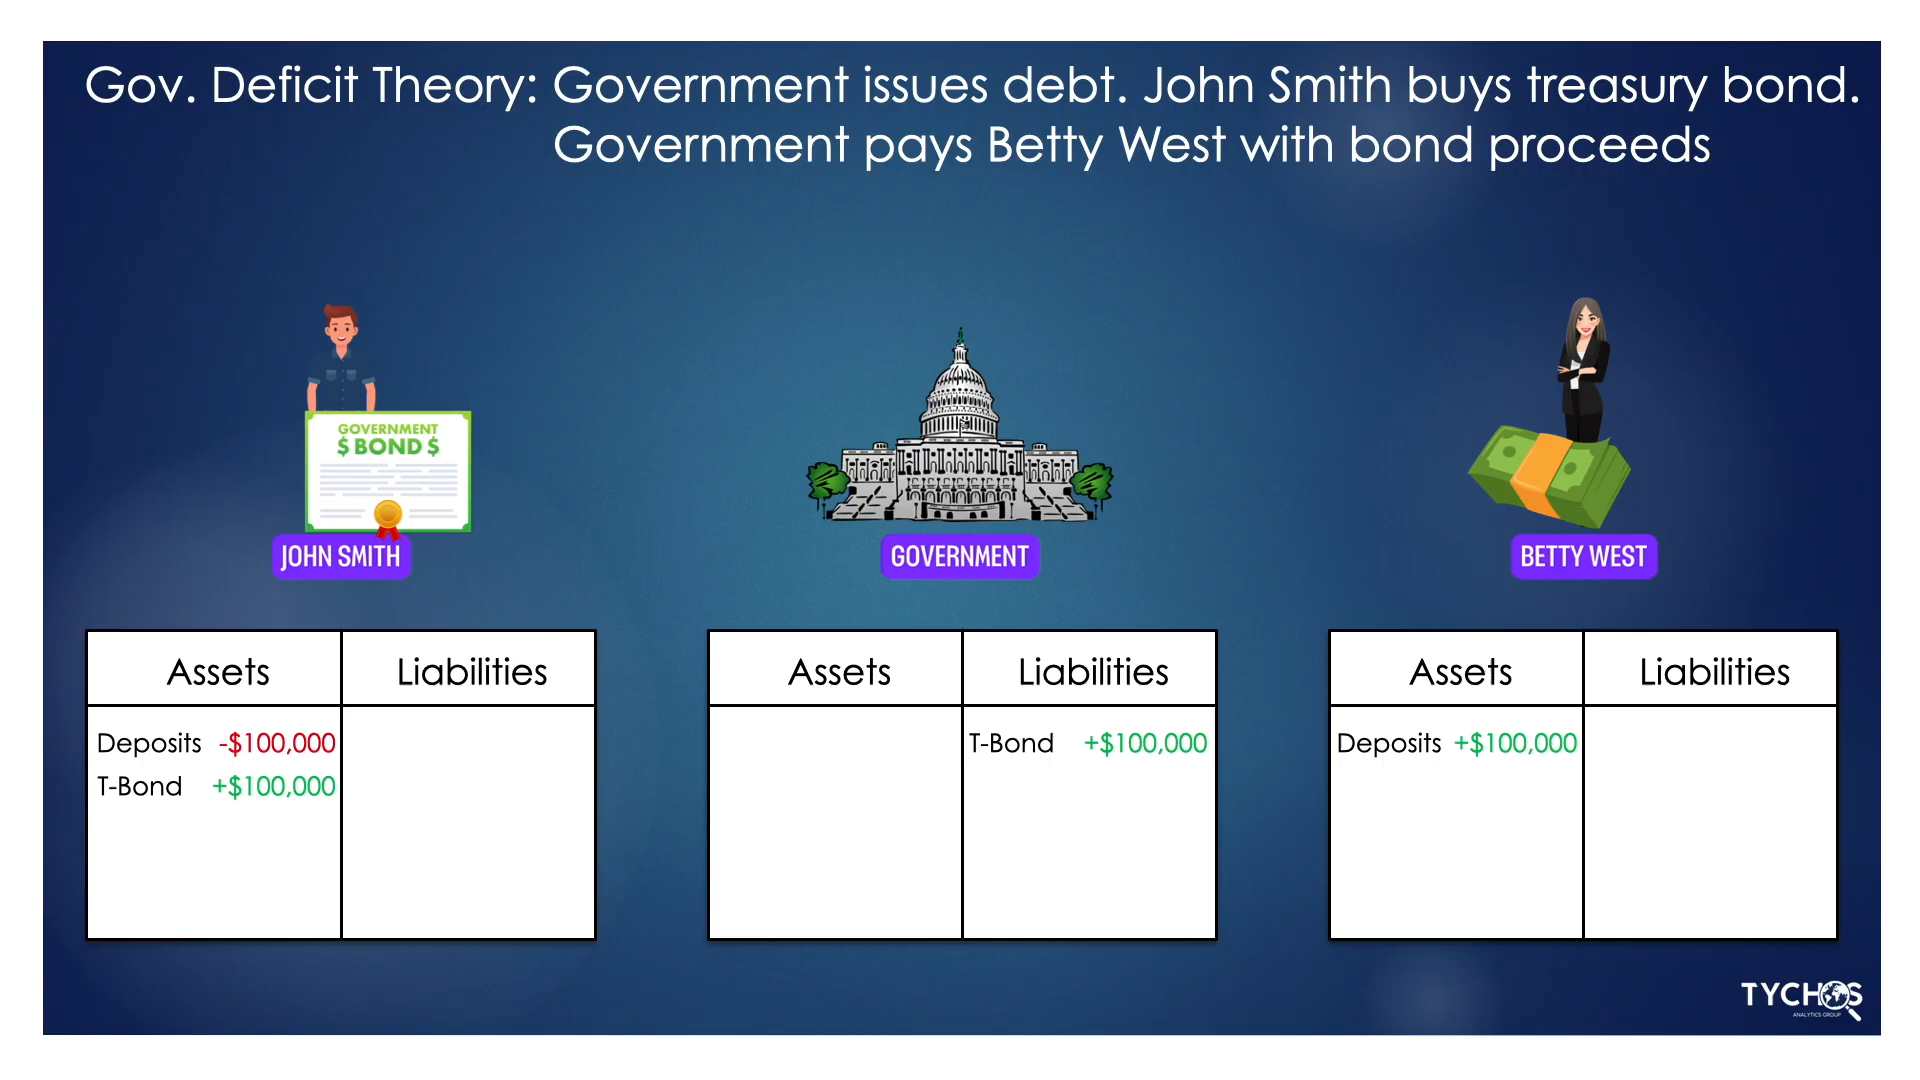 Gov. Deficit Theory: Government issues debt. John Smith buys treasury bond.
Government pays Betty West with bond proceeds
GOVERNMENT
$ BOND $
JOHN SMITH
GOVERNMENT
BETTY WEST
Assets Liabilities
Deposits -$100,000
T-Bond +$100,000
Assets Liabilities
T-Bond +$100,000
Assets Liabilities
Deposits +$100,000
TYCHOS
ANALYTICS GROUP